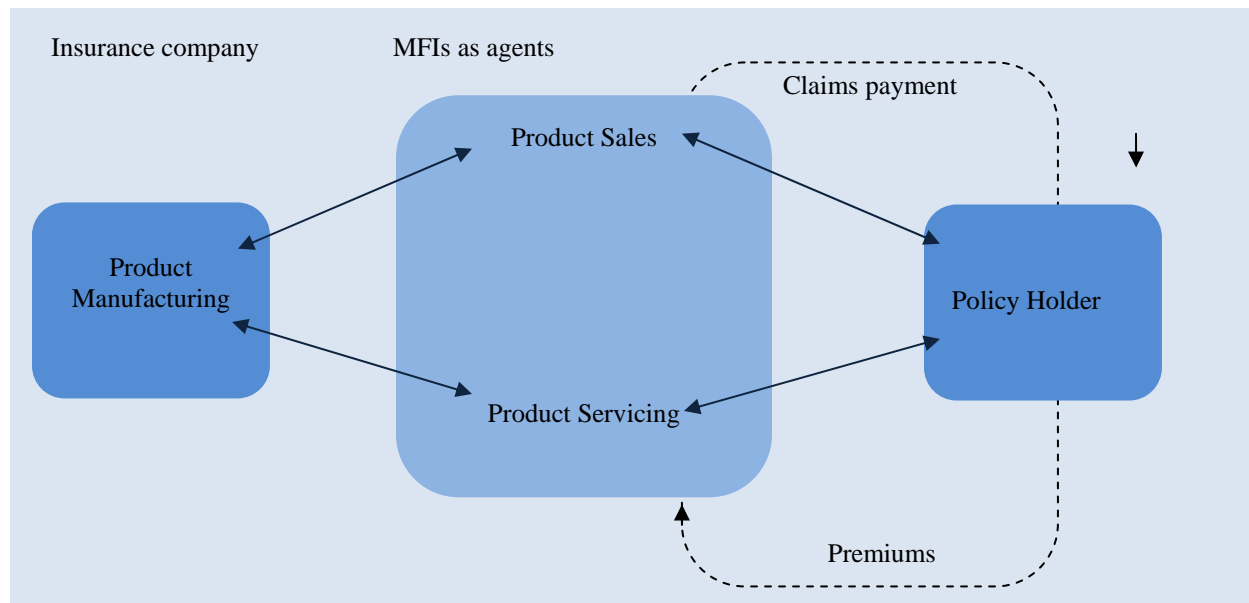 Insurance company
MFIs as agents
Claims payment
Product Sales
Product
Manufacturing
Policy Holder
Product Servicing
Premiums